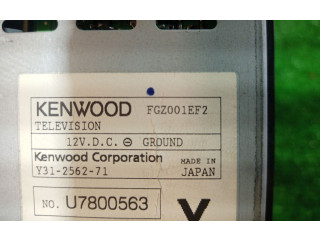 KENWOOD FGZ001EF2
TELEVISION
12V.D.C. ⊖ GROUND
Kenwood Corporation MADE IN
Y31-2562-71 JAPAN
NO. U7800563
Y